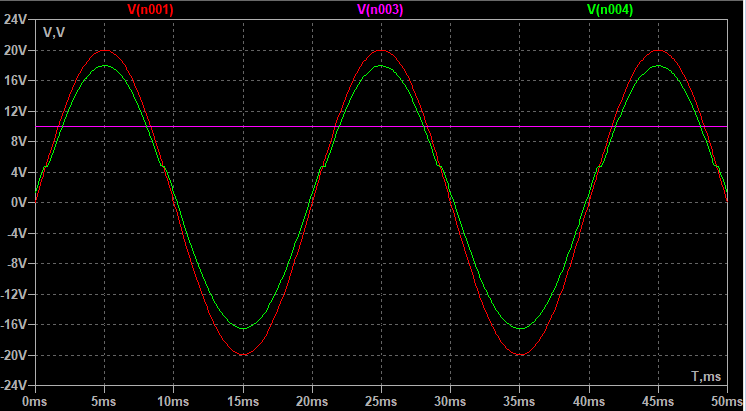 V(n001) V(n003) V(n004)
24V
V,V
20V
16V
12V
8V
4V
0V
-4V
-8V
-12V
-16V
-20V
T,ms
-24V
0ms 5ms 10ms 15ms 20ms 25ms 30ms 35ms 40ms 45ms 50ms